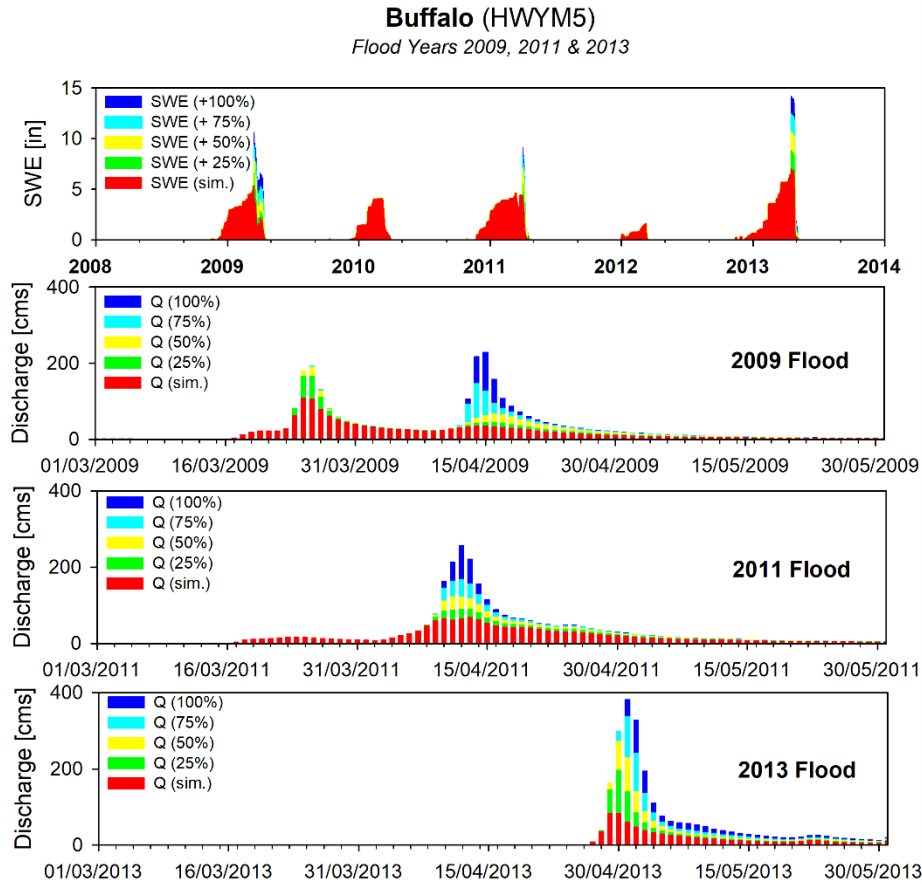 Buffalo (HWYM5)
Flood Years 2009, 2011 & 2013
SWE [in]
15
10
5
0
SWE (+100%)
SWE (+ 75%)
SWE (+ 50%)
SWE (+ 25%)
SWE (sim.)
2008 2009 2010 2011 2012 2013 2014
Discharge [cms]
400
200
0
Q (100%)
Q (75%)
Q (50%)
Q (25%)
Q (sim.)
2009 Flood
01/03/2009 16/03/2009 31/03/2009 15/04/2009 30/04/2009 15/05/2009 30/05/2009
Discharge [cms]
400
200
0
Q (100%)
Q (75%)
Q (50%)
Q (25%)
Q (sim.)
2011 Flood
01/03/2011 16/03/2011 31/03/2011 15/04/2011 30/04/2011 15/05/2011 30/05/2011
Discharge [cms]
400
200
0
Q (100%)
Q (75%)
Q (50%)
Q (25%)
Q (sim.)
2013 Flood
01/03/2013 16/03/2013 31/03/2013 15/04/2013 30/04/2013 15/05/2013 30/05/2013